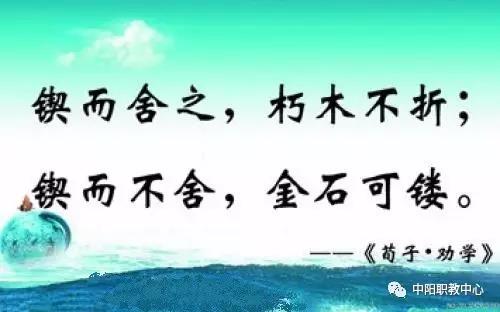 锲而舍之，朽木不折；
锲而不舍，金石可镂。
——《荀子·劝学》
中阳职教中心